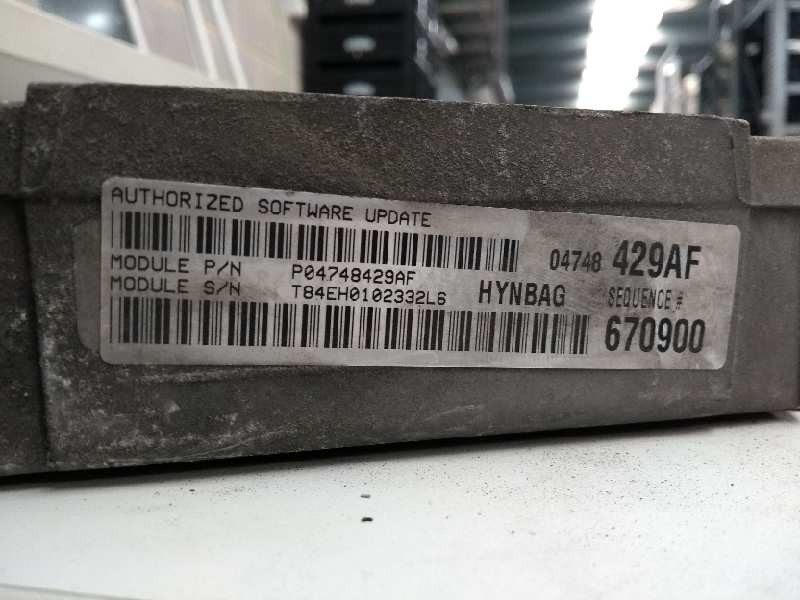 AUTHORIZED SOFTWARE UPDATE
04748 429AF
MODULE P/N P04748429AF
MODULE S/N T84EH0102332L6 HYNBAG SEQUENCE #
670900